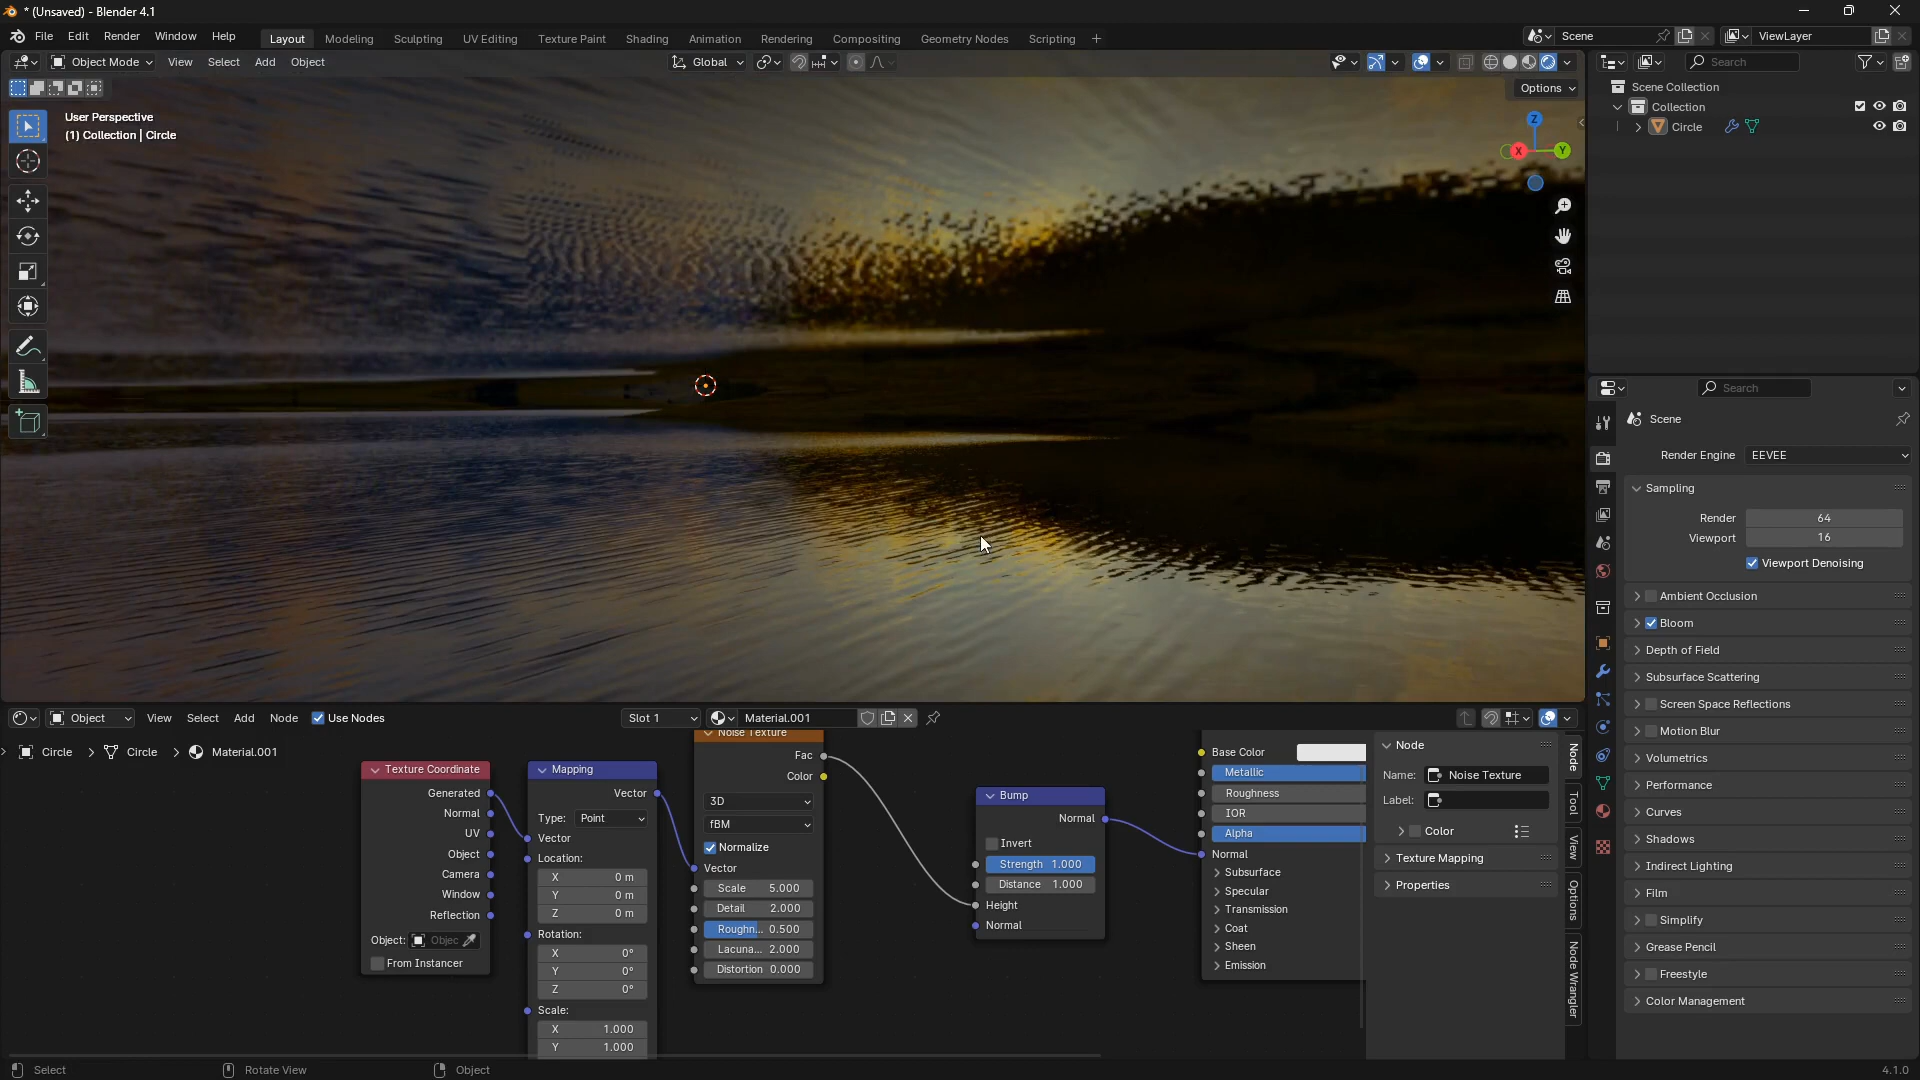 * (Unsaved) - Blender 4.1
File Edit Render Window Help Layout Modeling Sculpting UV Editing Texture Paint Shading Animation Rendering Compositing Geometry Nodes Scripting + Scene ViewLayer
Object Mode View Select Add Object Global Search
Options
User Perspective
(1) Collection | Circle
Z
X
Y
Scene Collection
Collection
Circle
Search
Scene
Render Engine EEVEE
Sampling
Render 64
Viewport 16
Viewport Denoising
Ambient Occlusion
Bloom
Depth of Field
Subsurface Scattering
Screen Space Reflections
Motion Blur
Volumetrics
Performance
Curves
Shadows
Indirect Lighting
Film
Simplify
Grease Pencil
Freestyle
Color Management
Object View Select Add Node Use Nodes Slot 1 Material.001
Circle Circle Material.001
Texture Coordinate
Generated
Normal
UV
Object
Camera
Window
Reflection
Object: Objec
From Instancer
Mapping
Vector
Type: Point
Vector
Location:
X 0 m
Y 0 m
Z 0 m
Rotation:
X 0°
Y 0°
Z 0°
Scale:
X 1.000
Y 1.000
Noise Texture
Fac
Color
3D
fBM
Normalize
Vector
Scale 5.000
Detail 2.000
Roughn... 0.500
Lacuna... 2.000
Distortion 0.000
Bump
Normal
Invert
Strength 1.000
Distance 1.000
Height
Normal
Base Color
Metallic
Roughness
IOR
Alpha
Normal
Subsurface
Specular
Transmission
Coat
Sheen
Emission
Node
Name: Noise Texture
Label:
Color
Texture Mapping
Properties
Node
Tool
View
Options
Node Wrangler
Select Rotate View Object 4.1.0